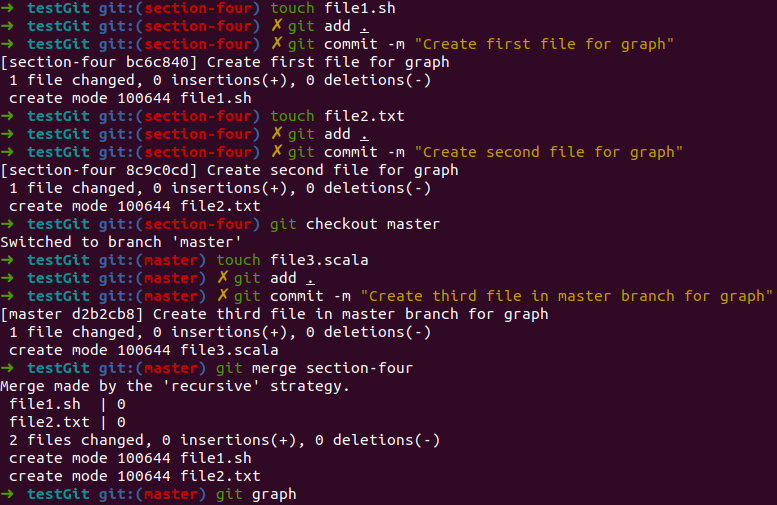 ➜ testGit git:(section-four) touch file1.sh
➜ testGit git:(section-four) ✗ git add .
➜ testGit git:(section-four) ✗ git commit -m "Create first file for graph"
[section-four bc6c840] Create first file for graph
1 file changed, 0 insertions(+), 0 deletions(-)
create mode 100644 file1.sh
➜ testGit git:(section-four) touch file2.txt
➜ testGit git:(section-four) ✗ git add .
➜ testGit git:(section-four) ✗ git commit -m "Create second file for graph"
[section-four 8c9c0cd] Create second file for graph
1 file changed, 0 insertions(+), 0 deletions(-)
create mode 100644 file2.txt
➜ testGit git:(section-four) git checkout master
Switched to branch 'master'
➜ testGit git:(master) touch file3.scala
➜ testGit git:(master) ✗ git add .
➜ testGit git:(master) ✗ git commit -m "Create third file in master branch for graph"
[master d2b2cb8] Create third file in master branch for graph
1 file changed, 0 insertions(+), 0 deletions(-)
create mode 100644 file3.scala
➜ testGit git:(master) git merge section-four
Merge made by the 'recursive' strategy.
file1.sh | 0
file2.txt | 0
2 files changed, 0 insertions(+), 0 deletions(-)
create mode 100644 file1.sh
create mode 100644 file2.txt
➜ testGit git:(master) git graph